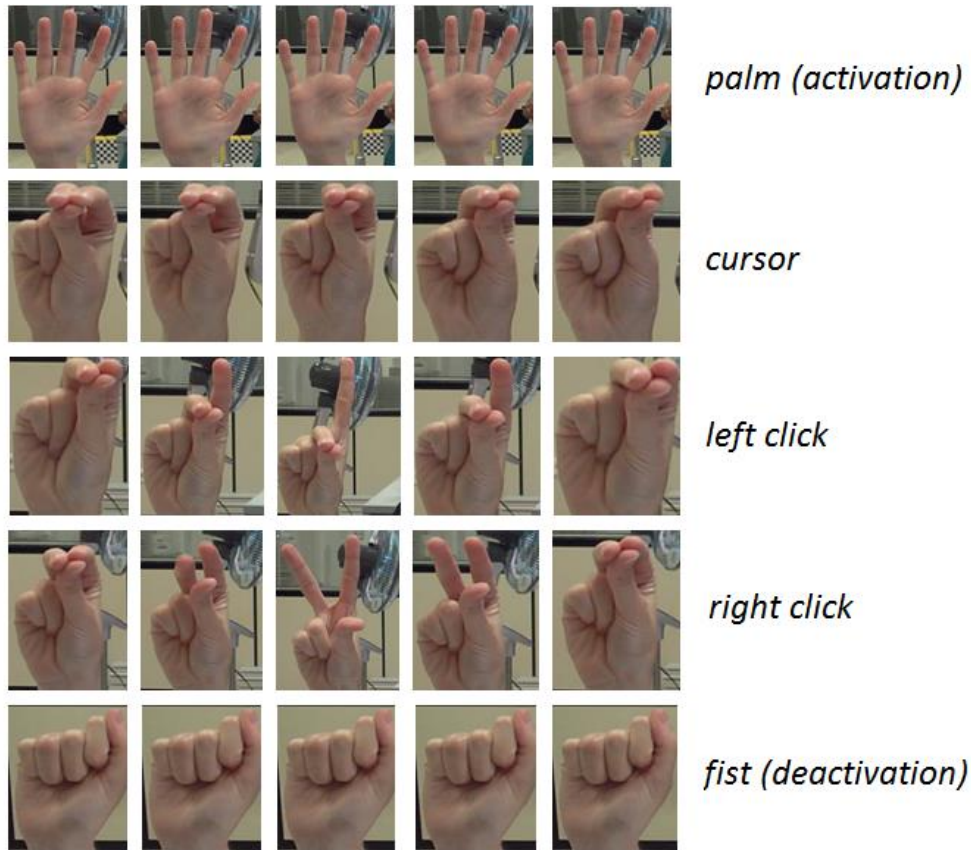 palm (activation)
cursor
left click
right click
fist (deactivation)